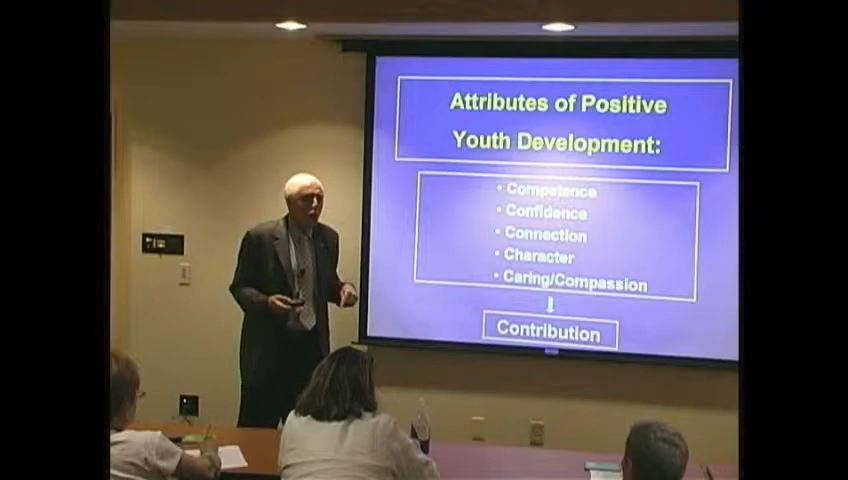 Attributes of Positive
Youth Development:
• Competence
• Confidence
• Connection
• Character
• Caring/Compassion
Contribution